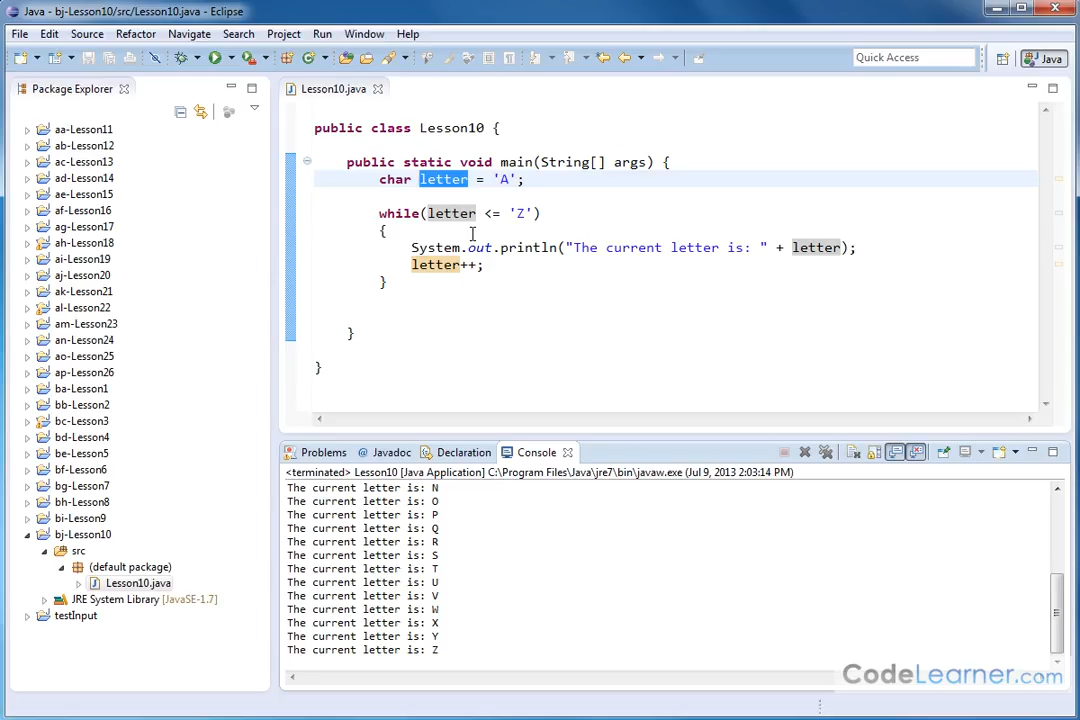 Java - bj-Lesson10/src/Lesson10.java - Eclipse
File Edit Source Refactor Navigate Search Project Run Window Help
Quick Access
Java
Package Explorer
Lesson10.java
aa-Lesson11
ab-Lesson12
ac-Lesson13
ad-Lesson14
ae-Lesson15
af-Lesson16
ag-Lesson17
ah-Lesson18
ai-Lesson19
aj-Lesson20
ak-Lesson21
al-Lesson22
am-Lesson23
an-Lesson24
ao-Lesson25
ap-Lesson26
ba-Lesson1
bb-Lesson2
bc-Lesson3
bd-Lesson4
be-Lesson5
bf-Lesson6
bg-Lesson7
bh-Lesson8
bi-Lesson9
bj-Lesson10
src
(default package)
Lesson10.java
JRE System Library [JavaSE-1.7]
testInput
public class Lesson10 {
public static void main(String[] args) {
char letter = 'A';
while(letter <= 'Z')
{
System.out.println("The current letter is: " + letter);
letter++;
}
}
}
Problems Javadoc Declaration Console
<terminated> Lesson10 [Java Application] C:\Program Files\Java\jre7\bin\javaw.exe (Jul 9, 2013 2:03:14 PM)
The current letter is: N
The current letter is: O
The current letter is: P
The current letter is: Q
The current letter is: R
The current letter is: S
The current letter is: T
The current letter is: U
The current letter is: V
The current letter is: W
The current letter is: X
The current letter is: Y
The current letter is: Z
CodeLearner.com